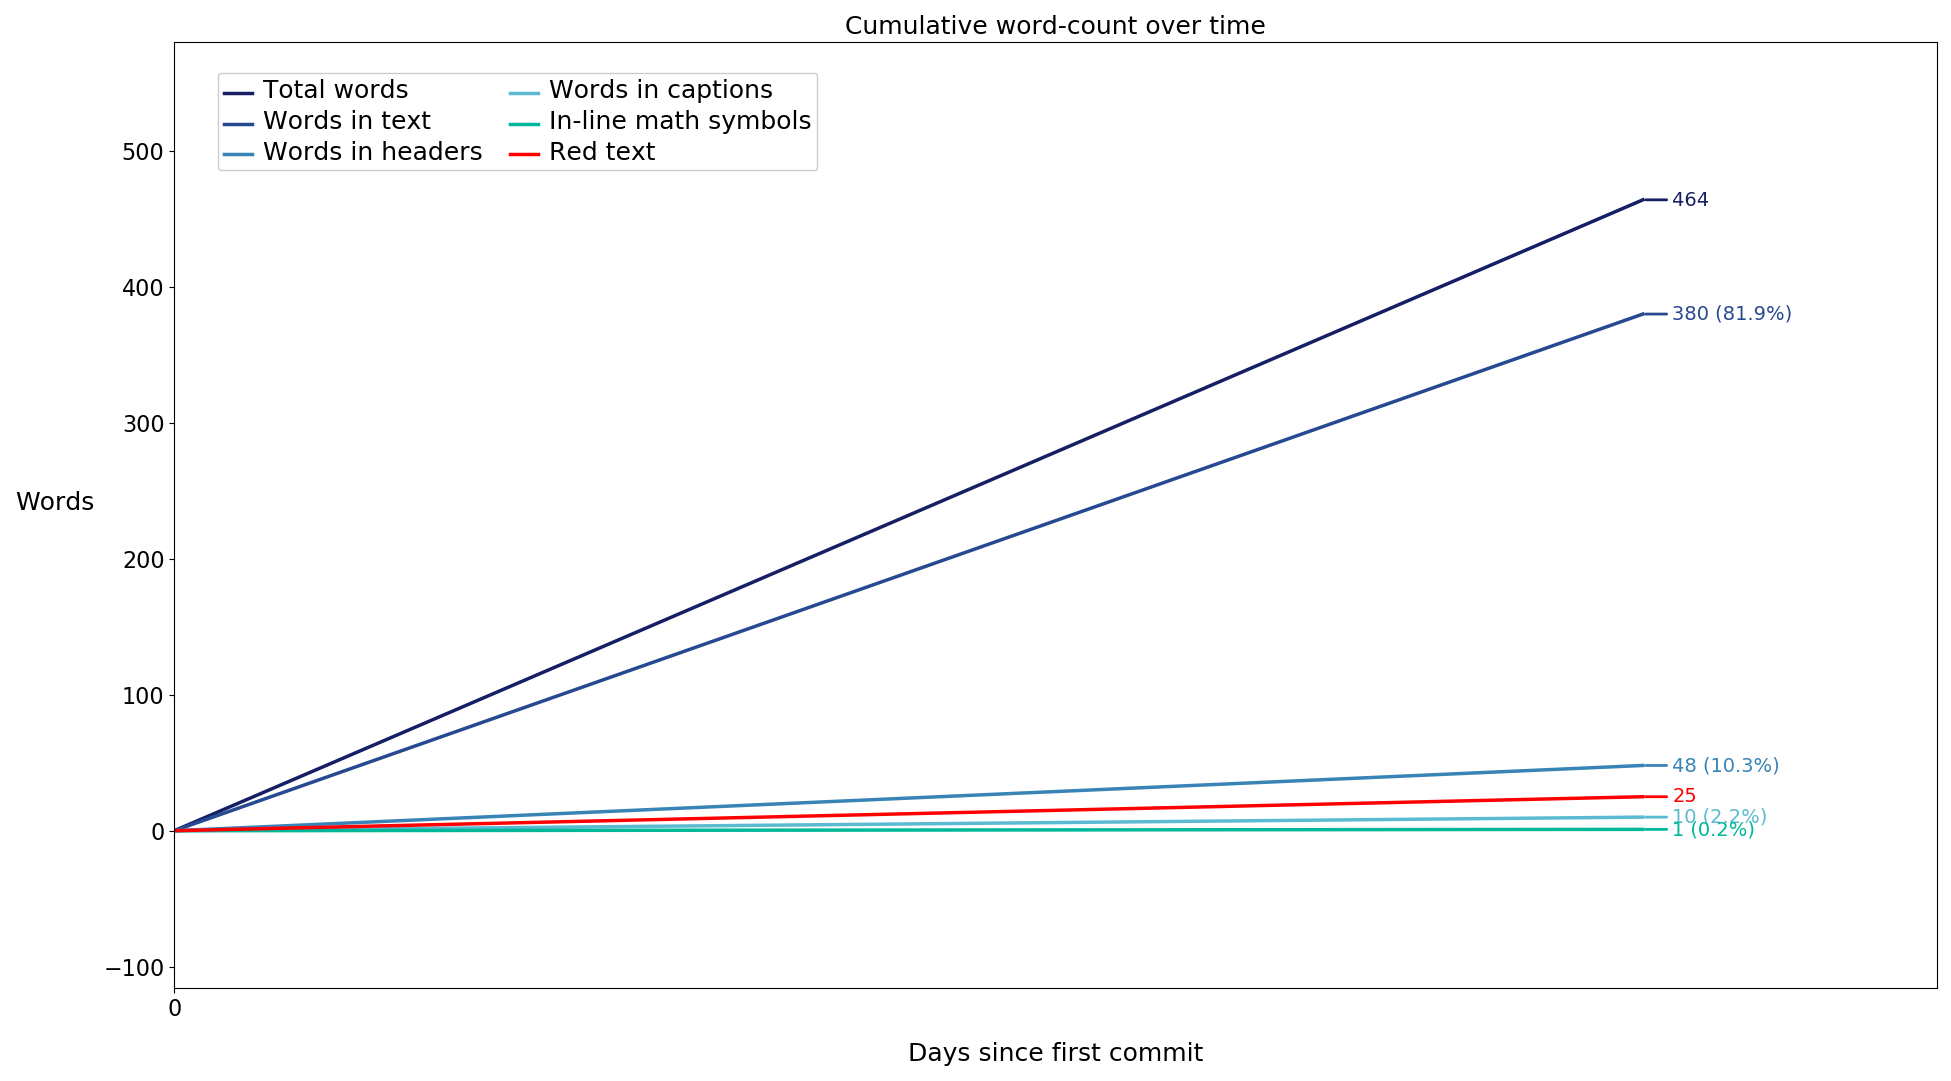 Cumulative word-count over time
Total words
Words in text
Words in headers
Words in captions
In-line math symbols
Red text
500
400
300
200
100
0
−100
Words
464
380 (81.9%)
48 (10.3%)
25
10 (2.2%)
1 (0.2%)
0
Days since first commit